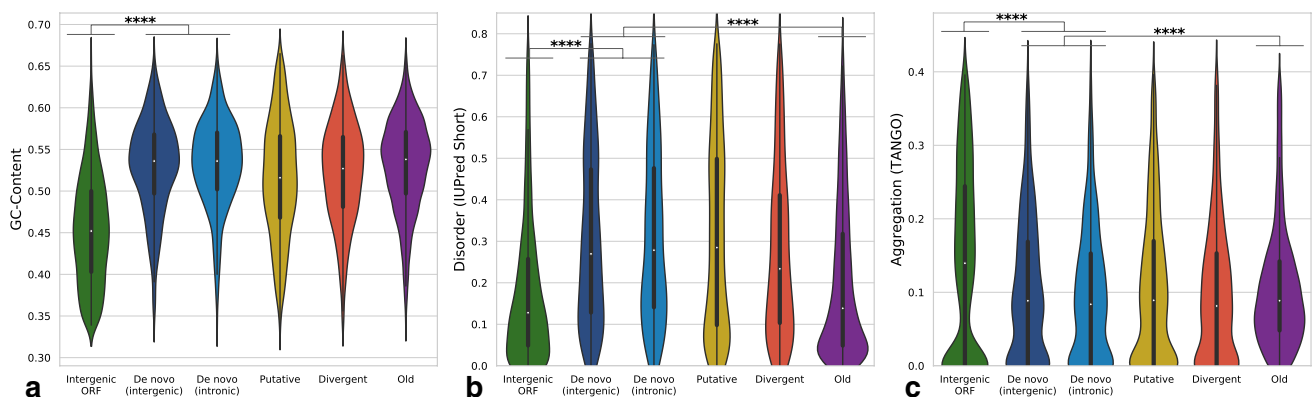 ****
0.70
0.65
0.60
0.55
0.50
0.45
0.40
0.35
0.30
GC-Content
a
Intergenic
ORF
De novo
(intergenic)
De novo
(intronic)
Putative
Divergent
Old
****
****
0.8
0.7
0.6
0.5
0.4
0.3
0.2
0.1
0.0
Disorder (IUPred Short)
b
Intergenic
ORF
De novo
(intergenic)
De novo
(intronic)
Putative
Divergent
Old
****
****
0.4
0.3
0.2
0.1
0.0
Aggregation (TANGO)
c
Intergenic
ORF
De novo
(intergenic)
De novo
(intronic)
Putative
Divergent
Old